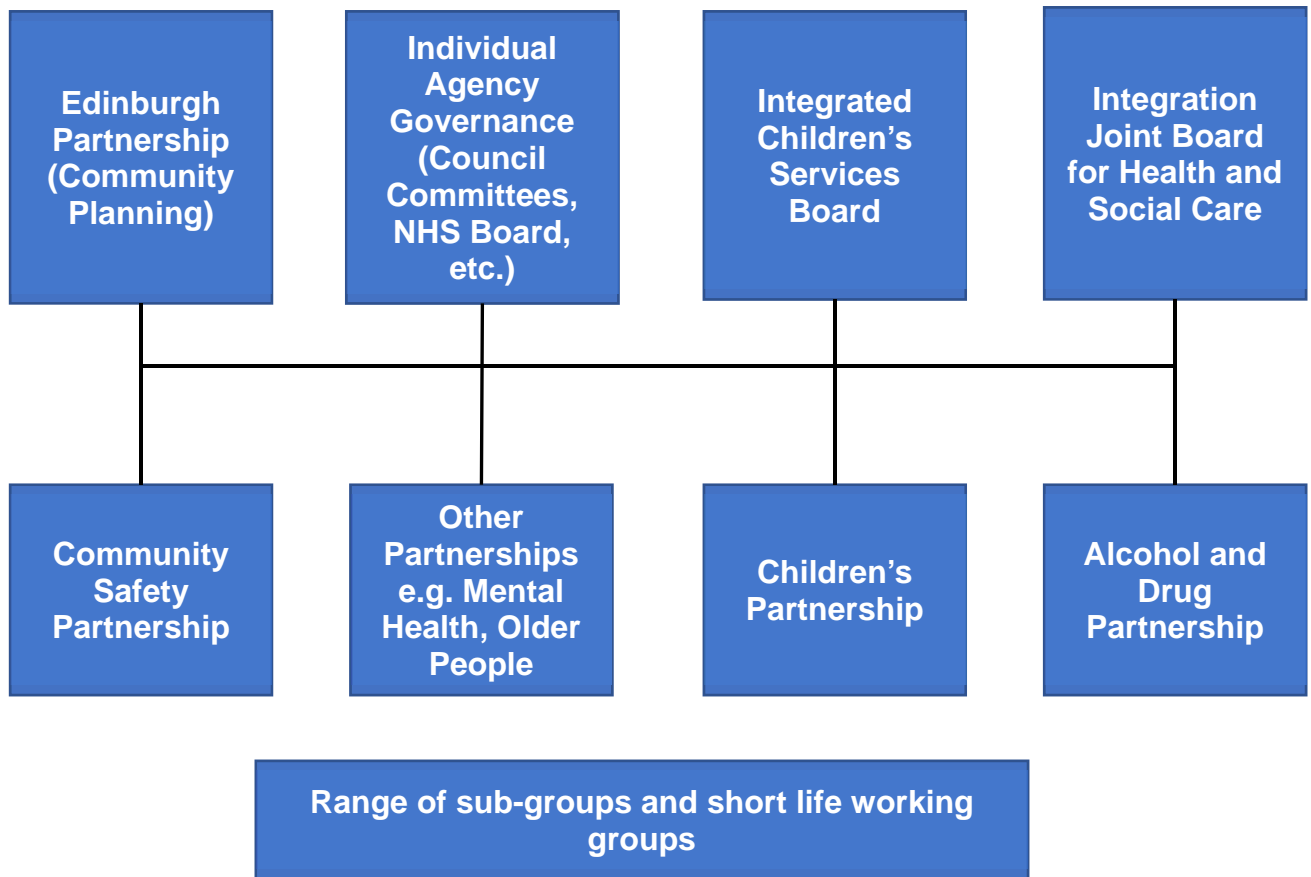 Edinburgh
Partnership
(Community
Planning)
Individual
Agency
Governance
(Council
Committees,
NHS Board,
etc.)
Integrated
Children’s
Services
Board
Integration
Joint Board
for Health and
Social Care
Community
Safety
Partnership
Other
Partnerships
e.g. Mental
Health, Older
People
Children’s
Partnership
Alcohol and
Drug
Partnership
Range of sub-groups and short life working
groups